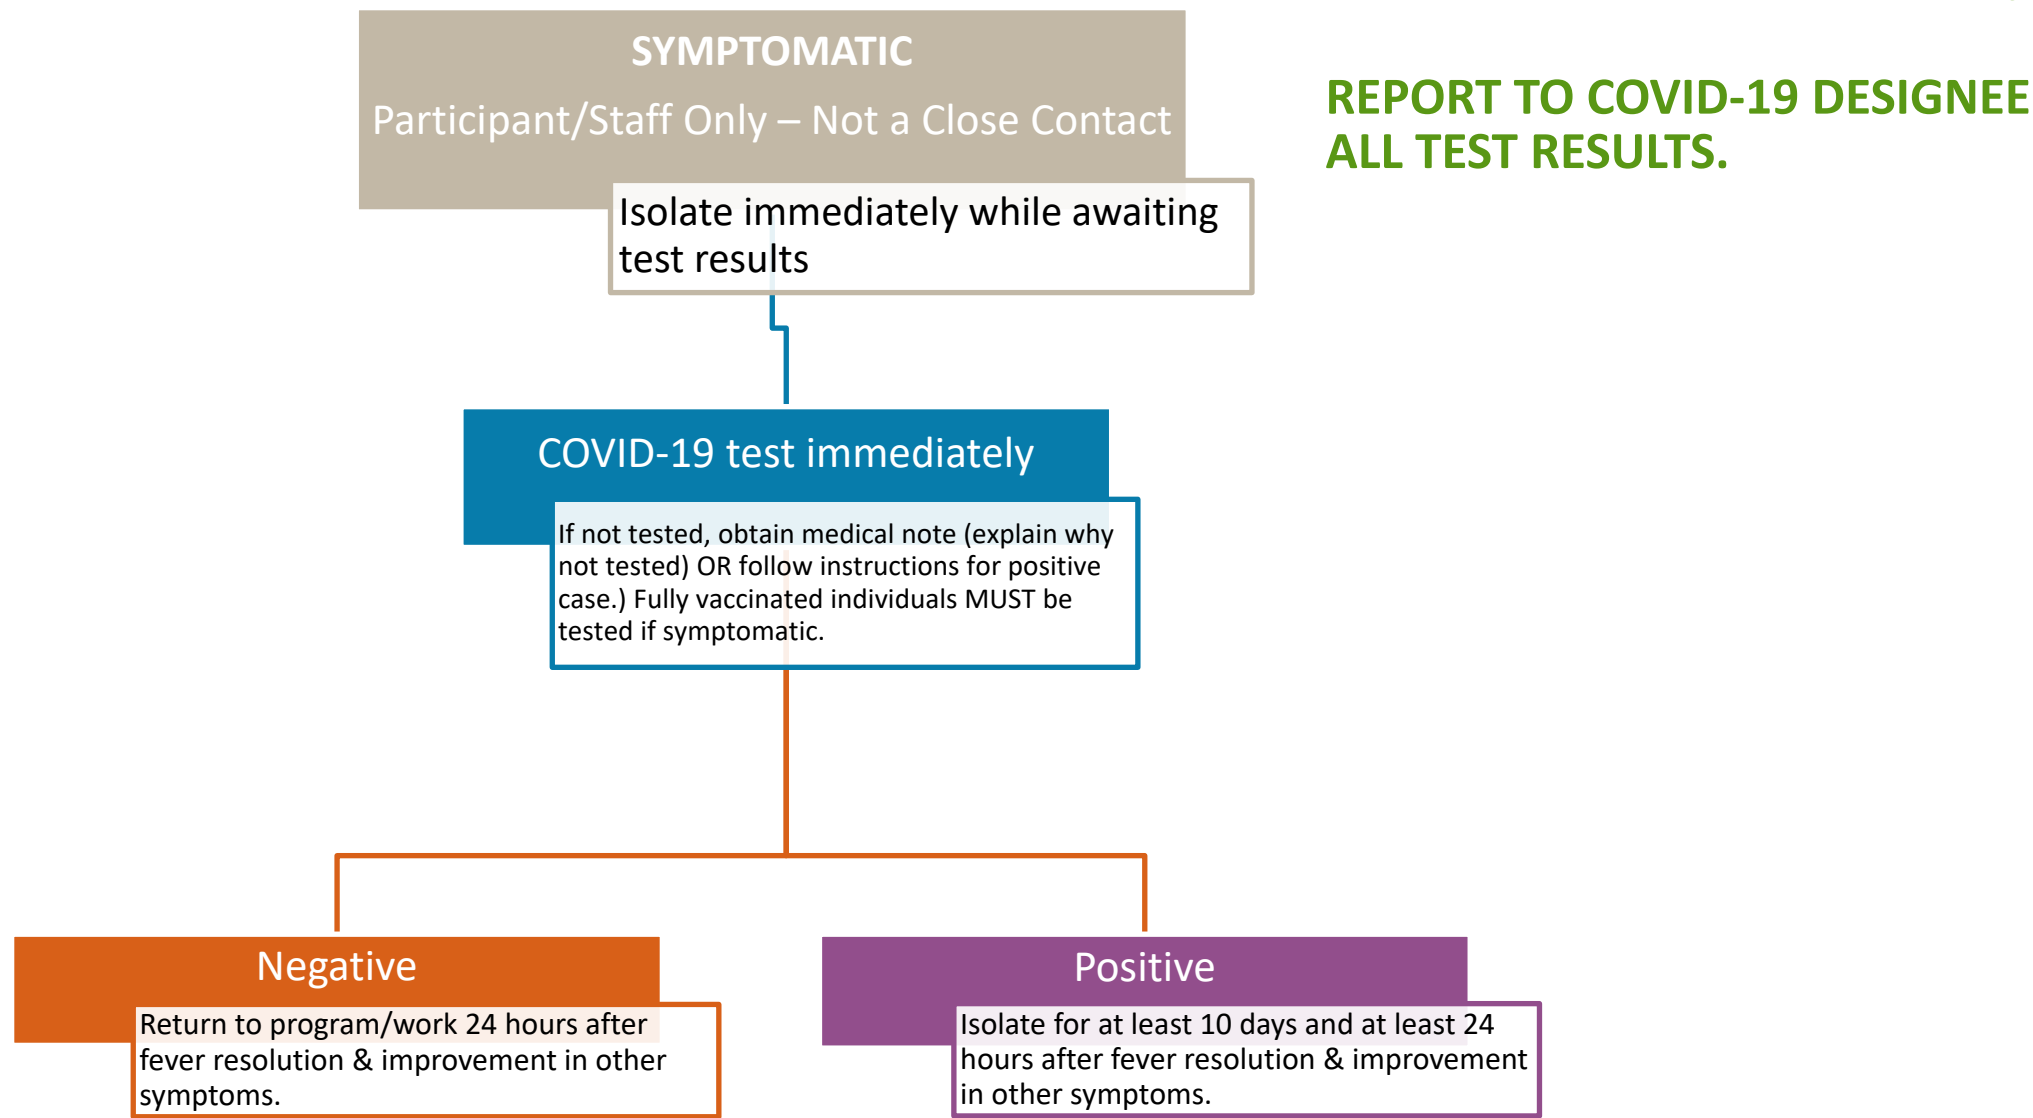 SYMPTOMATIC
Participant/Staff Only – Not a Close Contact
REPORT TO COVID-19 DESIGNEE
ALL TEST RESULTS.
Isolate immediately while awaiting
test results
COVID-19 test immediately
If not tested, obtain medical note (explain why
not tested) OR follow instructions for positive
case.) Fully vaccinated individuals MUST be
tested if symptomatic.
Negative
Return to program/work 24 hours after
fever resolution & improvement in other
symptoms.
Positive
Isolate for at least 10 days and at least 24
hours after fever resolution & improvement
in other symptoms.